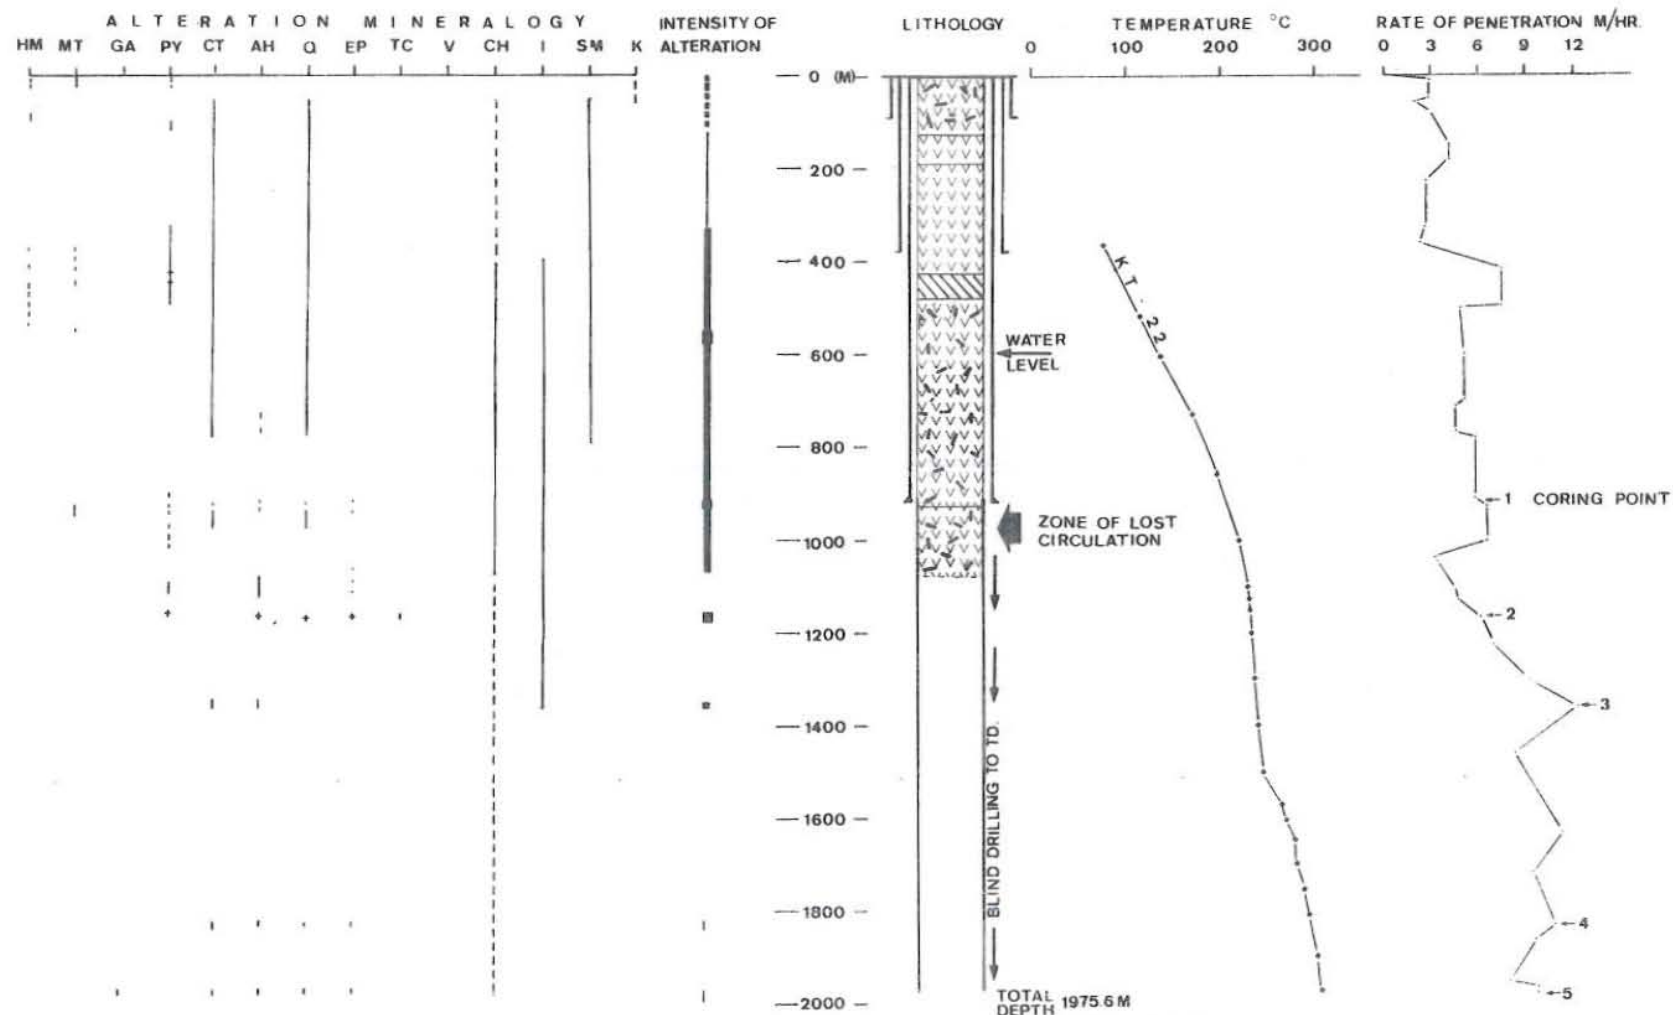 ALTERATION MINERALOGY
HM MT GA PY CT AH Q EP TC V CH I SM K
INTENSITY OF
ALTERATION
LITHOLOGY
TEMPERATURE °C
0 100 200 300
RATE OF PENETRATION M/HR.
0 3 6 9 12
0 (M)
200
400
600
800
1000
1200
1400
1600
1800
2000
WATER
LEVEL
ZONE OF LOST
CIRCULATION
BLIND DRILLING TO TD.
TOTAL
DEPTH 1975.6 M
KT-22
1 CORING POINT
2
3
4
5